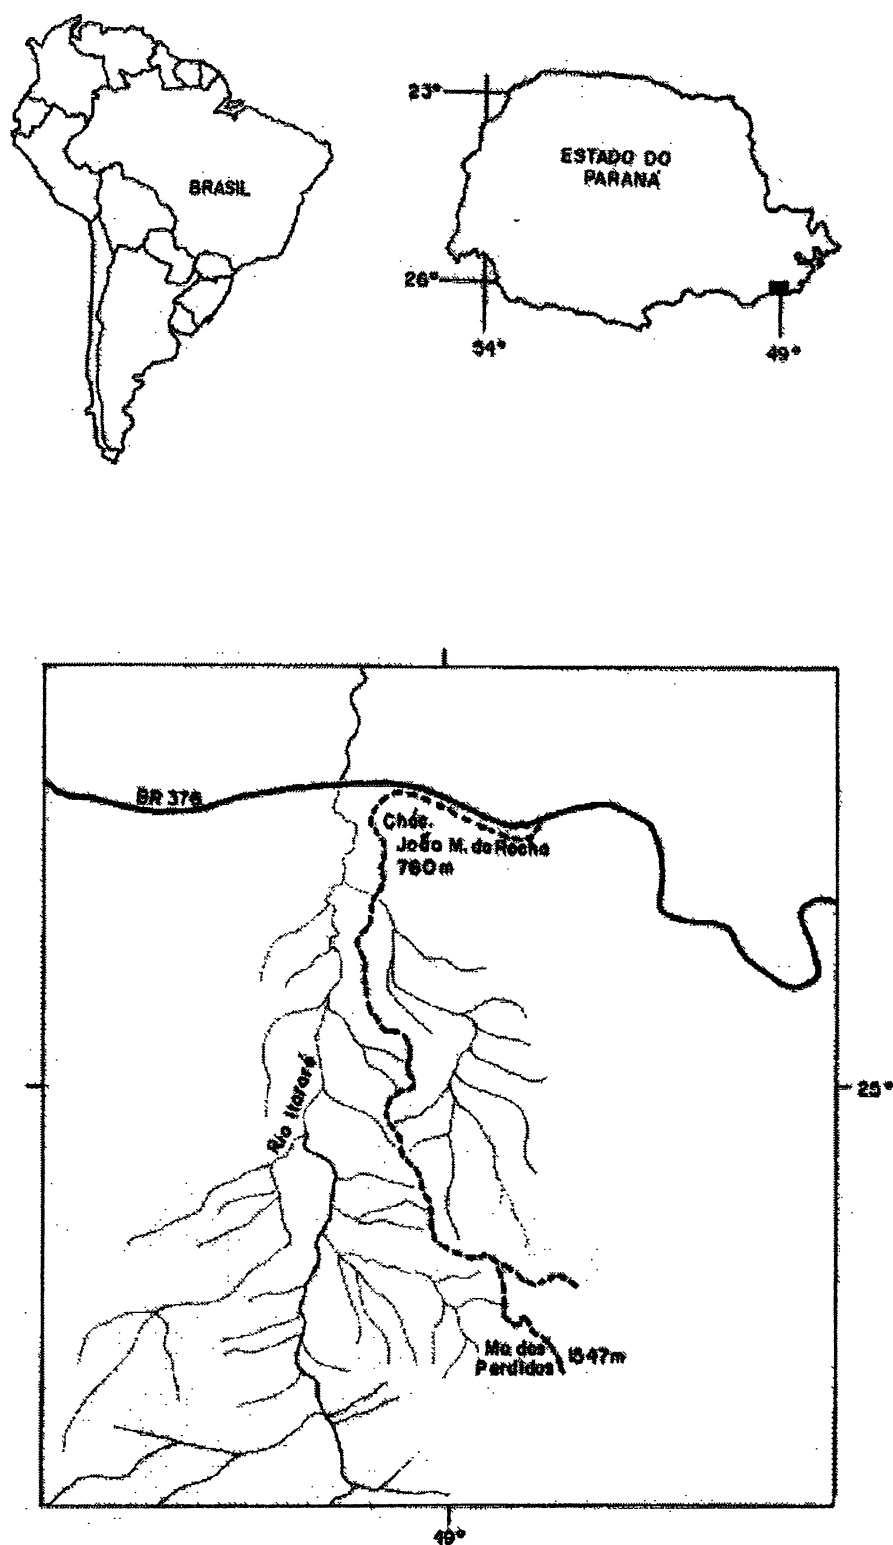 BRASIL
23°
ESTADO DO
PARANÁ
26°
54°
49°
BR 376
Chác.
João M. da Rocha
760m
Rio Itararé
25°
Mo. dos
Perdidos
1547m
49°